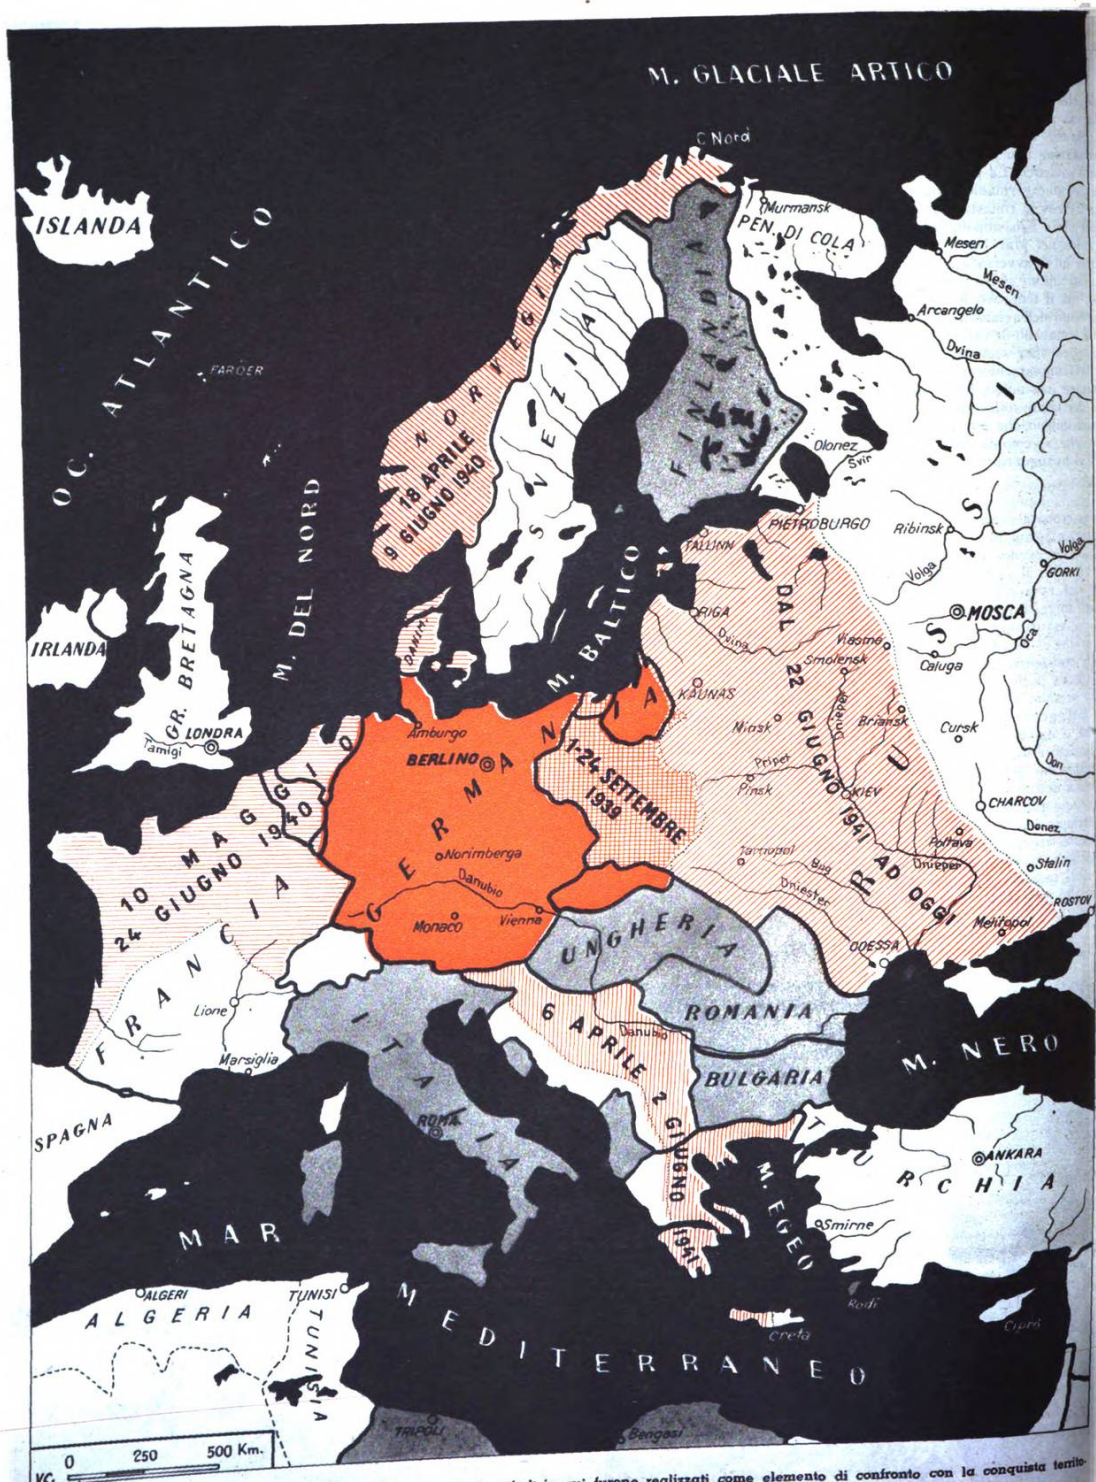 M. GLACIALE ARTICO
C Nord
ISLANDA
Murmansk
PEN. DI COLA
Mesen
Mesen
Arcangelo
Dvina
OC. ATLANTICO
FAROER
NORVEGIA
18 APRILE
9 GIUGNO 1940
SVEZIA
FINLANDIA
RUSSIA
Olonez
Svir
PIETROBURGO
TALLINN
Ribinsk
Volga
Volga
GORKI
M. DEL NORD
GR. BRETAGNA
IRLANDA
LONDRA
Tamigi
DANIM
M. BALTICO
RIGA
Dvina
KAUNAS
DAL 22 GIUGNO 1941 AD OGGI
Viasma
Smolensk
Dnieper
Briansk
MOSCA
Oca
Caluga
Minsk
Cursk
Don
Pripet
Pinsk
KIEV
CHARCOV
Donez
Poltava
Dnieper
Stalin
ROSTOV
Melitopol
Tarnopol
Bug
Dniester
ODESSA
Amburgo
BERLINO
GERMANIA
Norimberga
Danubio
Monaco
Vienna
1-24 SETTEMBRE
1939
10 MAGGIO
24 GIUGNO 1940
FRANCIA
Lione
Marsiglia
UNGHERIA
ROMANIA
Danubio
BULGARIA
6 APRILE 2 GIUGNO 1941
ITALIA
ROMA
M. NERO
SPAGNA
TURCHIA
ANKARA
Smirne
M. EGEO
Rodi
Cipro
Creta
MAR MEDITERRANEO
ALGERI
ALGERIA
TUNISI
TUNISIA
TRIPOLI
Bengasi
0 250 500 Km.
VC.
europe realizzati come elemento di confronto con la conquista territo-